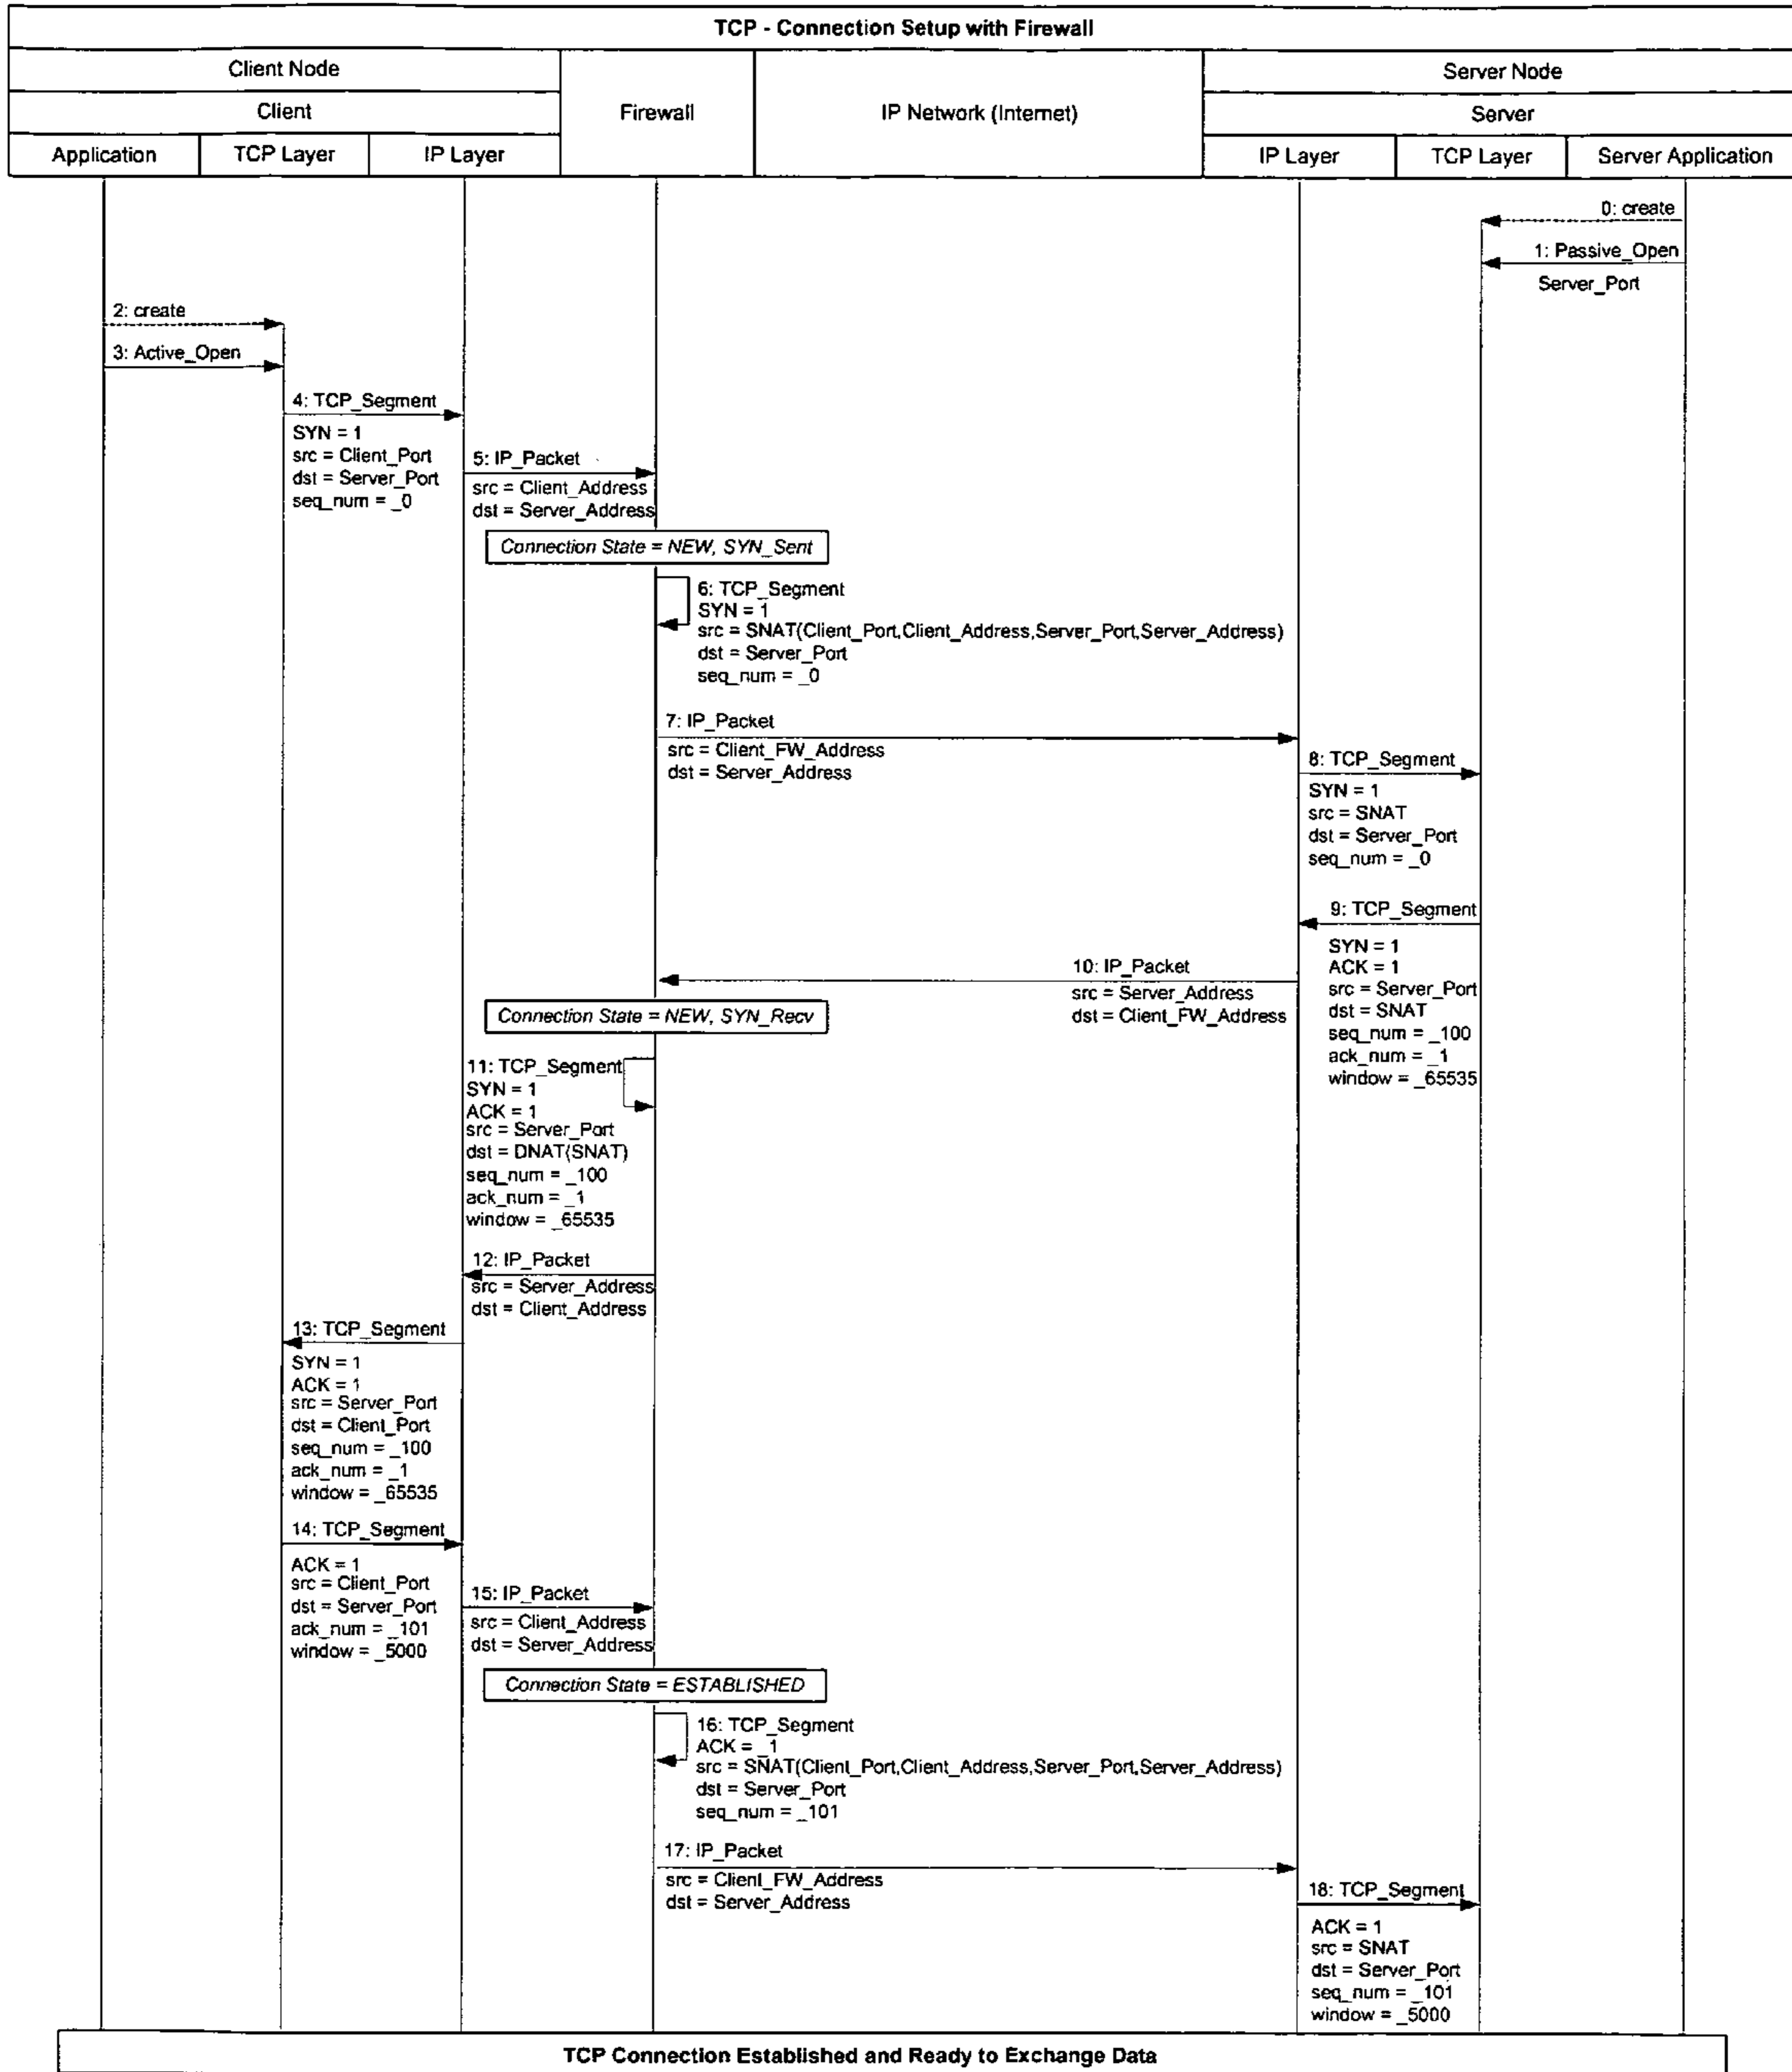 TCP - Connection Setup with Firewall
Client Node
Server Node
Client
Firewall
IP Network (Internet)
Server
Application
TCP Layer
IP Layer
IP Layer
TCP Layer
Server Application
0: create
1: Passive_Open
Server_Port
2: create
3: Active_Open
4: TCP_Segment
SYN = 1
src = Client_Port
dst = Server_Port
seq_num = _0
5: IP_Packet
src = Client_Address
dst = Server_Address
Connection State = NEW, SYN_Sent
6: TCP_Segment
SYN = 1
src = SNAT(Client_Port,Client_Address,Server_Port,Server_Address)
dst = Server_Port
seq_num = _0
7: IP_Packet
src = Client_FW_Address
dst = Server_Address
8: TCP_Segment
SYN = 1
src = SNAT
dst = Server_Port
seq_num = _0
9: TCP_Segment
SYN = 1
ACK = 1
src = Server_Port
dst = SNAT
seq_num = _100
ack_num = _1
window = _65535
10: IP_Packet
src = Server_Address
dst = Client_FW_Address
Connection State = NEW, SYN_Recv
11: TCP_Segment
SYN = 1
ACK = 1
src = Server_Port
dst = DNAT(SNAT)
seq_num = _100
ack_num = _1
window = _65535
12: IP_Packet
src = Server_Address
dst = Client_Address
13: TCP_Segment
SYN = 1
ACK = 1
src = Server_Port
dst = Client_Port
seq_num = _100
ack_num = _1
window = _65535
14: TCP_Segment
ACK = 1
src = Client_Port
dst = Server_Port
ack_num = _101
window = _5000
15: IP_Packet
src = Client_Address
dst = Server_Address
Connection State = ESTABLISHED
16: TCP_Segment
ACK = _1
src = SNAT(Client_Port,Client_Address,Server_Port,Server_Address)
dst = Server_Port
seq_num = _101
17: IP_Packet
src = Client_FW_Address
dst = Server_Address
18: TCP_Segment
ACK = 1
src = SNAT
dst = Server_Port
seq_num = _101
window = _5000
TCP Connection Established and Ready to Exchange Data